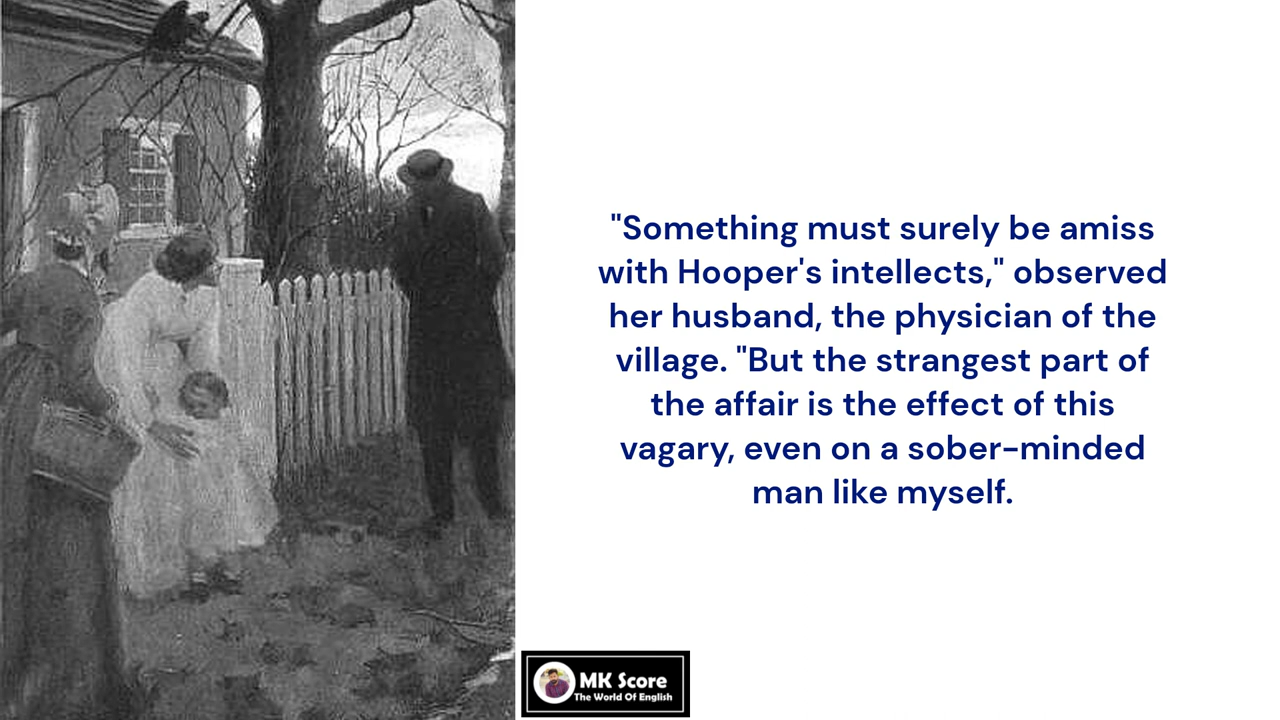 "Something must surely be amiss
with Hooper's intellects," observed
her husband, the physician of the
village. "But the strangest part of
the affair is the effect of this
vagary, even on a sober-minded
man like myself.
MK Score
The World Of English